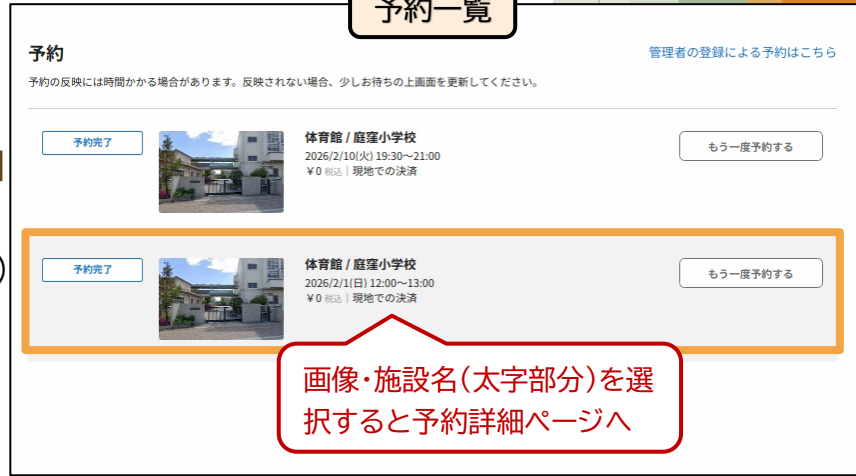 予約一覧
予約
管理者の登録による予約はこちら
予約の反映には時間かかる場合があります。反映されない場合、少しお待ちの上画面を更新してください。
予約完了
体育館 / 庭窪小学校
2026/2/10(火) 19:30～21:00
￥0 税込 | 現地での決済
もう一度予約する
)
予約完了
体育館 / 庭窪小学校
2026/2/1(日) 12:00～13:00
￥0 税込 | 現地での決済
もう一度予約する
画像・施設名(太字部分)を選
択すると予約詳細ページへ